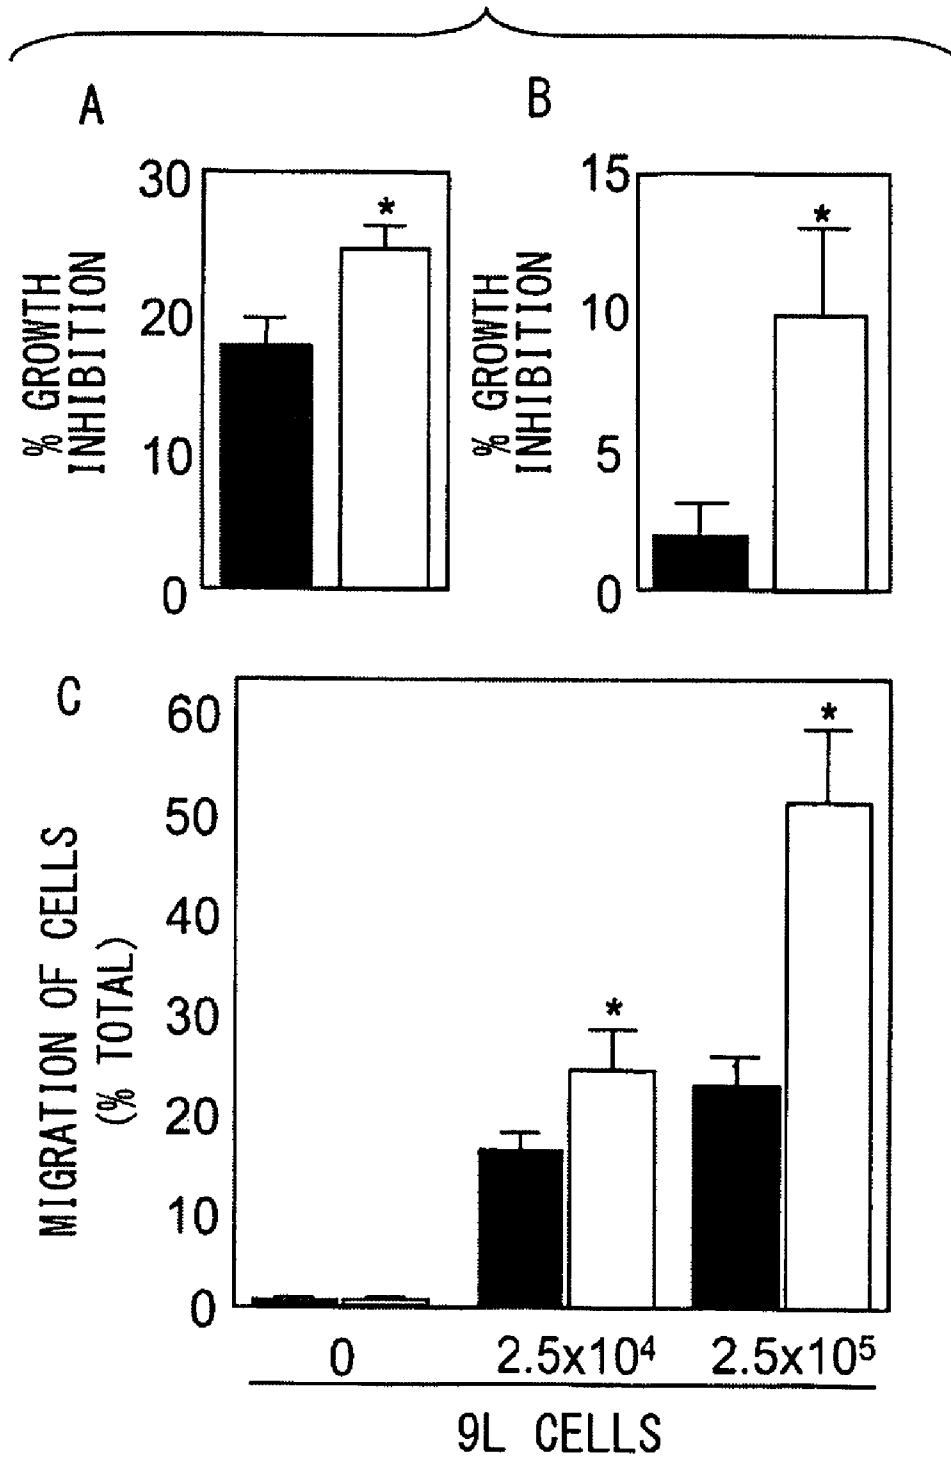 A
B
% GROWTH
INHIBITION
30
20
10
0
*
% GROWTH
INHIBITION
15
10
5
0
*
C
MIGRATION OF CELLS
(% TOTAL)
60
50
40
30
20
10
0
*
*
0 2.5x10⁴ 2.5x10⁵
9L CELLS